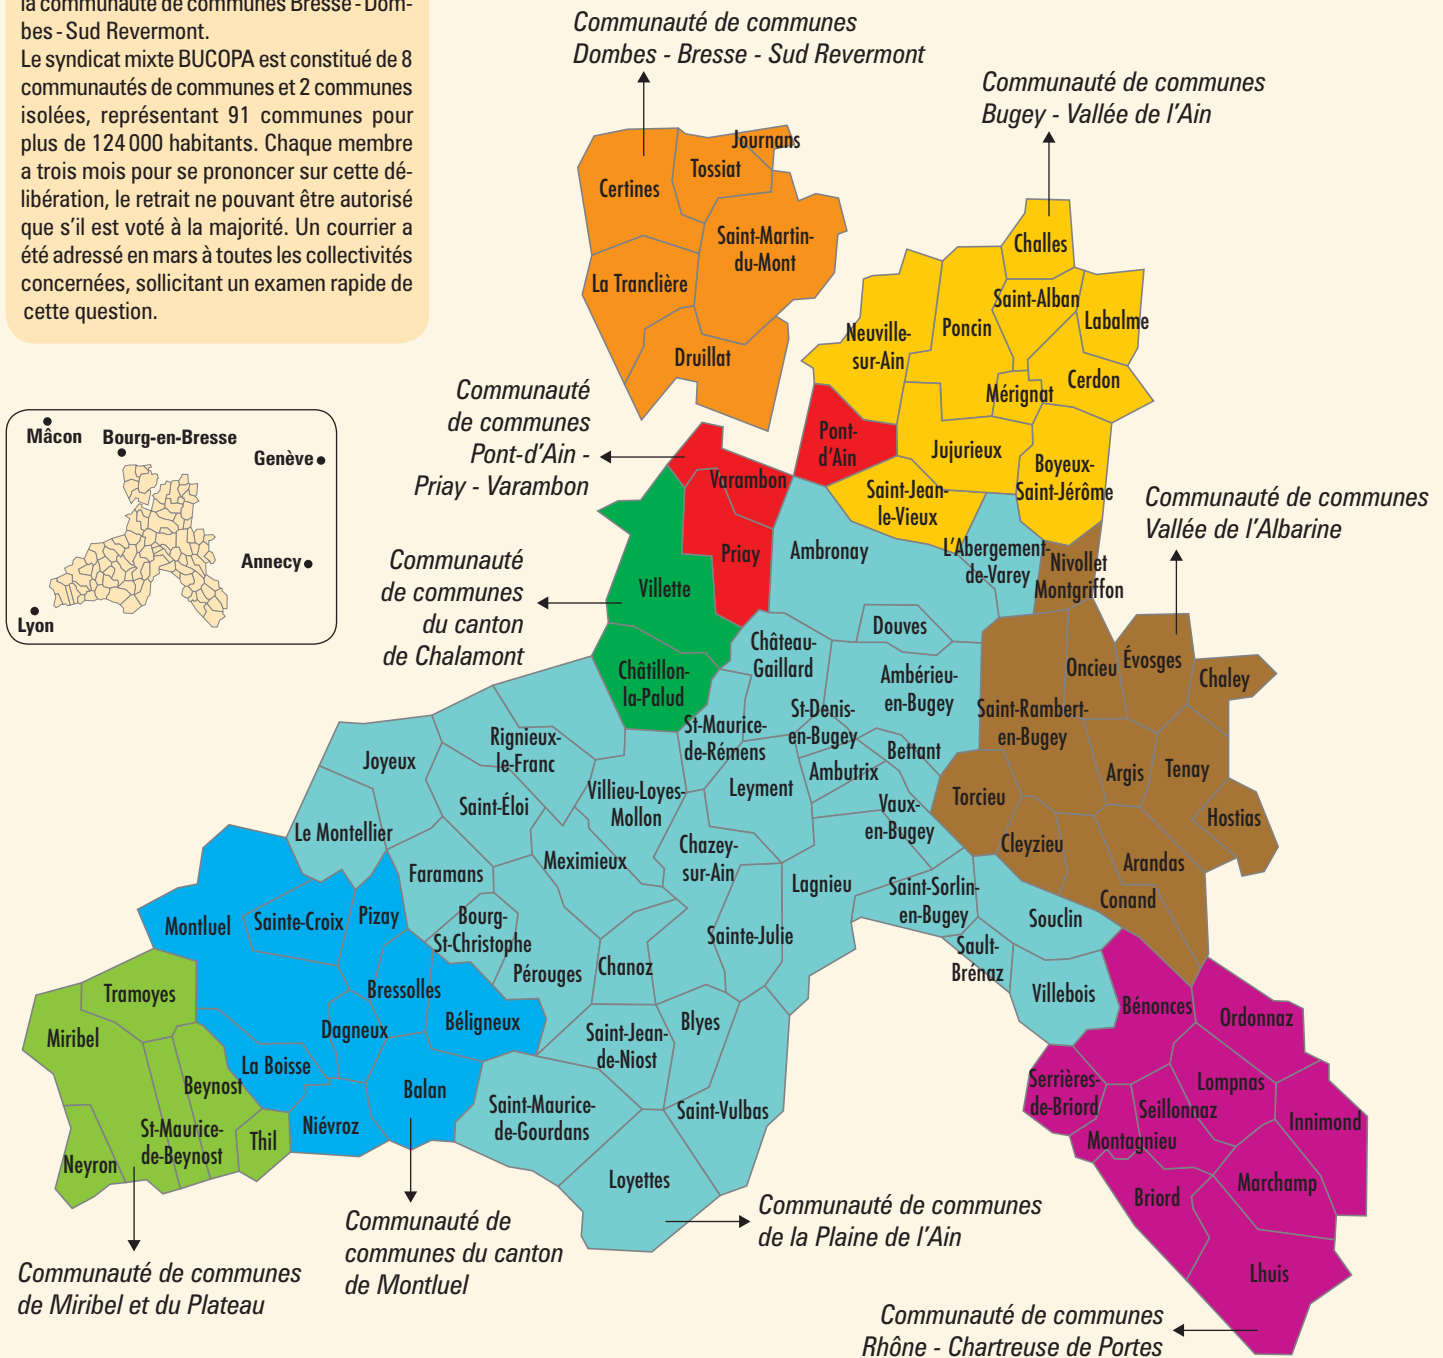 la communauté de communes Bresse - Dom-
bes - Sud Revermont.
Le syndicat mixte BUCOPA est constitué de 8
communautés de communes et 2 communes
isolées, représentant 91 communes pour
plus de 124 000 habitants. Chaque membre
a trois mois pour se prononcer sur cette dé-
libération, le retrait ne pouvant être autorisé
que s'il est voté à la majorité. Un courrier a
été adressé en mars à toutes les collectivités
concernées, sollicitant un examen rapide de
cette question.
Mâcon
Bourg-en-Bresse
Genève
Annecy
Lyon
Communauté de communes
Dombes - Bresse - Sud Revermont
Journans
Tossiat
Certines
Saint-Martin-
du-Mont
La Tranclière
Druillat
Communauté de communes
Bugey - Vallée de l'Ain
Challes
Saint-Alban
Labalme
Poncin
Neuville-
sur-Ain
Cerdon
Mérignat
Jujurieux
Boyeux-
Saint-Jérôme
Saint-Jean-
le-Vieux
Communauté
de communes
Pont-d'Ain -
Priay - Varambon
Pont-
d'Ain
Varambon
Priay
Communauté
de communes
du canton
de Chalamont
Villette
Châtillon-
la-Palud
Communauté de communes
Vallée de l'Albarine
Nivollet
Montgriffon
Oncieu
Évosges
Chaley
Saint-Rambert-
en-Bugey
Argis
Tenay
Torcieu
Hostias
Cleyzieu
Arandas
Conand
Ambronay
L'Abergement-
de-Varey
Douves
Château-
Gaillard
Ambérieu-
en-Bugey
St-Denis-
en-Bugey
St-Maurice-
de-Rémens
Bettant
Ambutrix
Leyment
Vaux-
en-Bugey
Rignieux-
le-Franc
Joyeux
Saint-Éloi
Villieu-Loyes-
Mollon
Le Montellier
Chazey-
sur-Ain
Meximieux
Faramans
Lagnieu
Saint-Sorlin-
en-Bugey
Souclin
Bourg-
St-Christophe
Sainte-Julie
Sault-
Brénaz
Pérouges
Chanoz
Villebois
Blyes
Saint-Jean-
de-Niost
Saint-Maurice-
de-Gourdans
Saint-Vulbas
Loyettes
Communauté de communes
de la Plaine de l'Ain
Montluel
Sainte-Croix
Pizay
Bressolles
Dagneux
Béligneux
La Boisse
Balan
Niévroz
Communauté de
communes du canton
de Montluel
Tramoyes
Miribel
Beynost
St-Maurice-
de-Beynost
Thil
Neyron
Communauté de communes
de Miribel et du Plateau
Bénonces
Ordonnaz
Serrières-
de-Briord
Lompnas
Seillonnaz
Innimond
Montagnieu
Marchamp
Briord
Lhuis
Communauté de communes
Rhône - Chartreuse de Portes